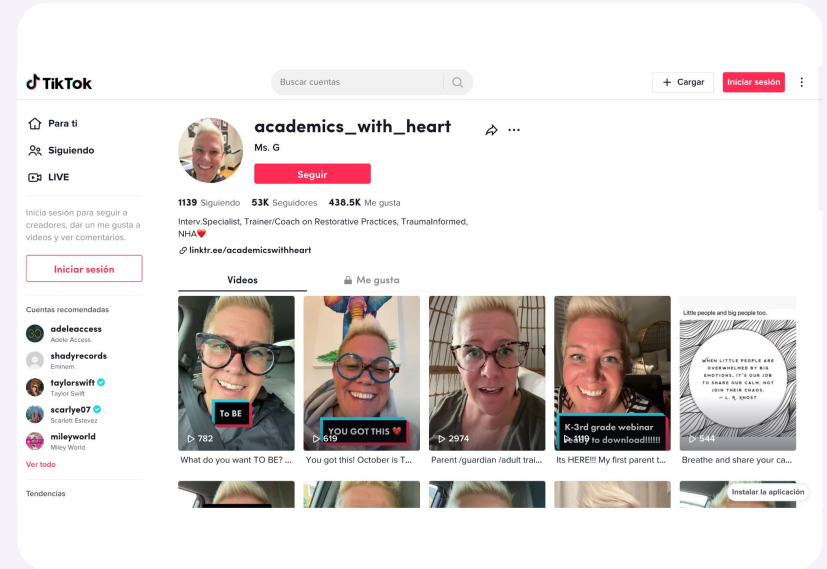 TikTok
Buscar cuentas
+ Cargar
Iniciar sesión
Para ti
Siguiendo
LIVE
Inicia sesión para seguir a
creadores, dar un me gusta a
videos y ver comentarios.
Iniciar sesión
Cuentas recomendadas
adeleaccess
Adele Access
shadyrecords
Eminem
taylorswift
Taylor Swift
scarlye07
Scarlett Estevez
mileyworld
Miley World
Ver todo
Tendencias
academics_with_heart
Ms. G
Seguir
1139 Siguiendo 53K Seguidores 438.5K Me gusta
Interv.Specialist, Trainer/Coach on Restorative Practices, TraumaInformed,
NHA❤️
linktr.ee/academicswithheart
Videos
Me gusta
To BE
782
What do you want TO BE? ...
YOU GOT THIS ❤️
619
You got this! October is T...
2974
Parent /guardian /adult trai...
K-3rd grade webinar
ready to download!!!!!!
1119
Its HERE!!! My first parent t...
Little people and big people too.
WHEN LITTLE PEOPLE ARE
OVERWHELMED BY BIG
EMOTIONS, IT'S OUR JOB
TO SHARE OUR CALM, NOT
JOIN THEIR CHAOS.
– L. R. KNOST
544
Breathe and share your ca...
Instalar la aplicación